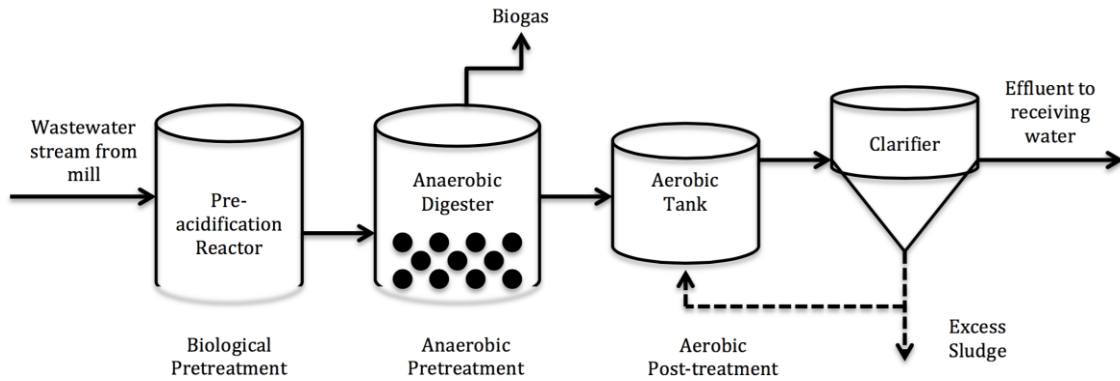 Biogas
Wastewater
stream from
mill
Pre-
acidification
Reactor
Anaerobic
Digester
Aerobic
Tank
Clarifier
Effluent to
receiving
water
Biological
Pretreatment
Anaerobic
Pretreatment
Aerobic
Post-treatment
Excess
Sludge